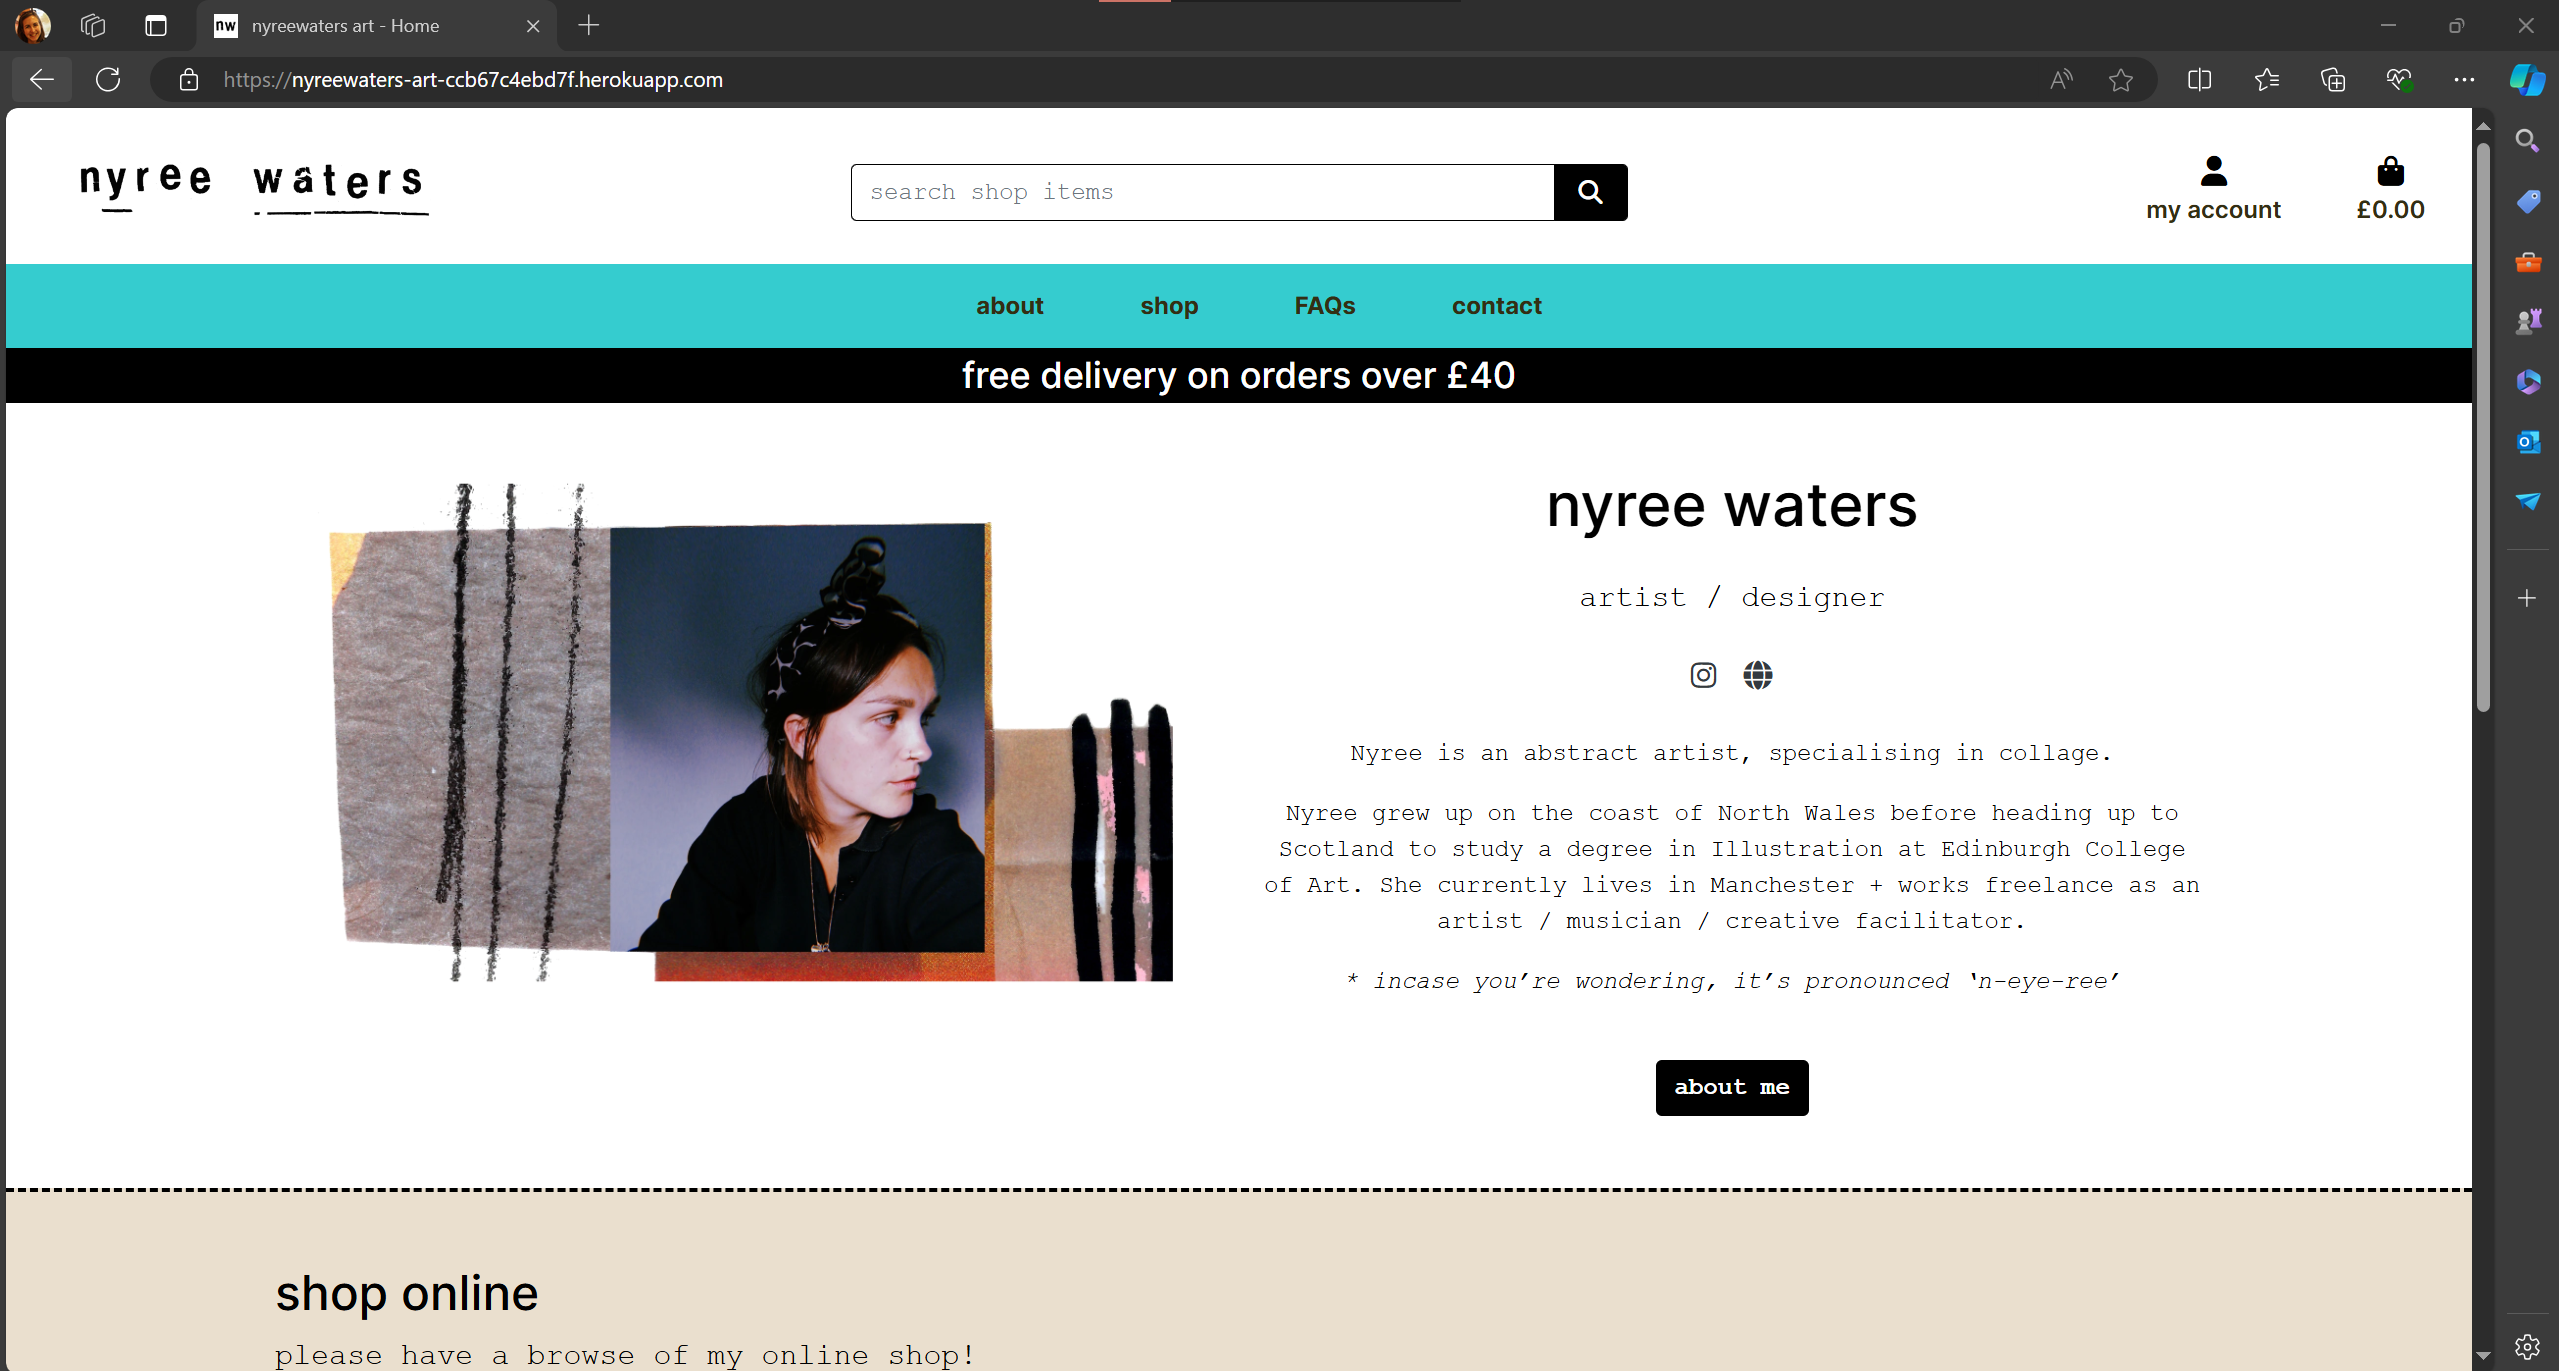 nw nyreewaters art - Home
https://nyreewaters-art-ccb67c4ebd7f.herokuapp.com
nyree waters
search shop items
my account
£0.00
about shop FAQs contact
free delivery on orders over £40
nyree waters
artist / designer
Nyree is an abstract artist, specialising in collage.
Nyree grew up on the coast of North Wales before heading up to
Scotland to study a degree in Illustration at Edinburgh College
of Art. She currently lives in Manchester + works freelance as an
artist / musician / creative facilitator.
* incase you’re wondering, it’s pronounced ‘n-eye-ree’
about me
shop online
please have a browse of my online shop!